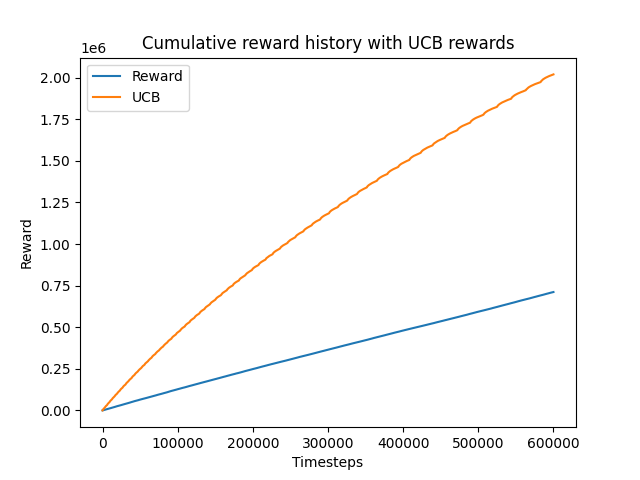 Cumulative reward history with UCB rewards
1e6
Reward
UCB
2.00
1.75
1.50
1.25
1.00
0.75
0.50
0.25
0.00
Reward
0 100000 200000 300000 400000 500000 600000
Timesteps